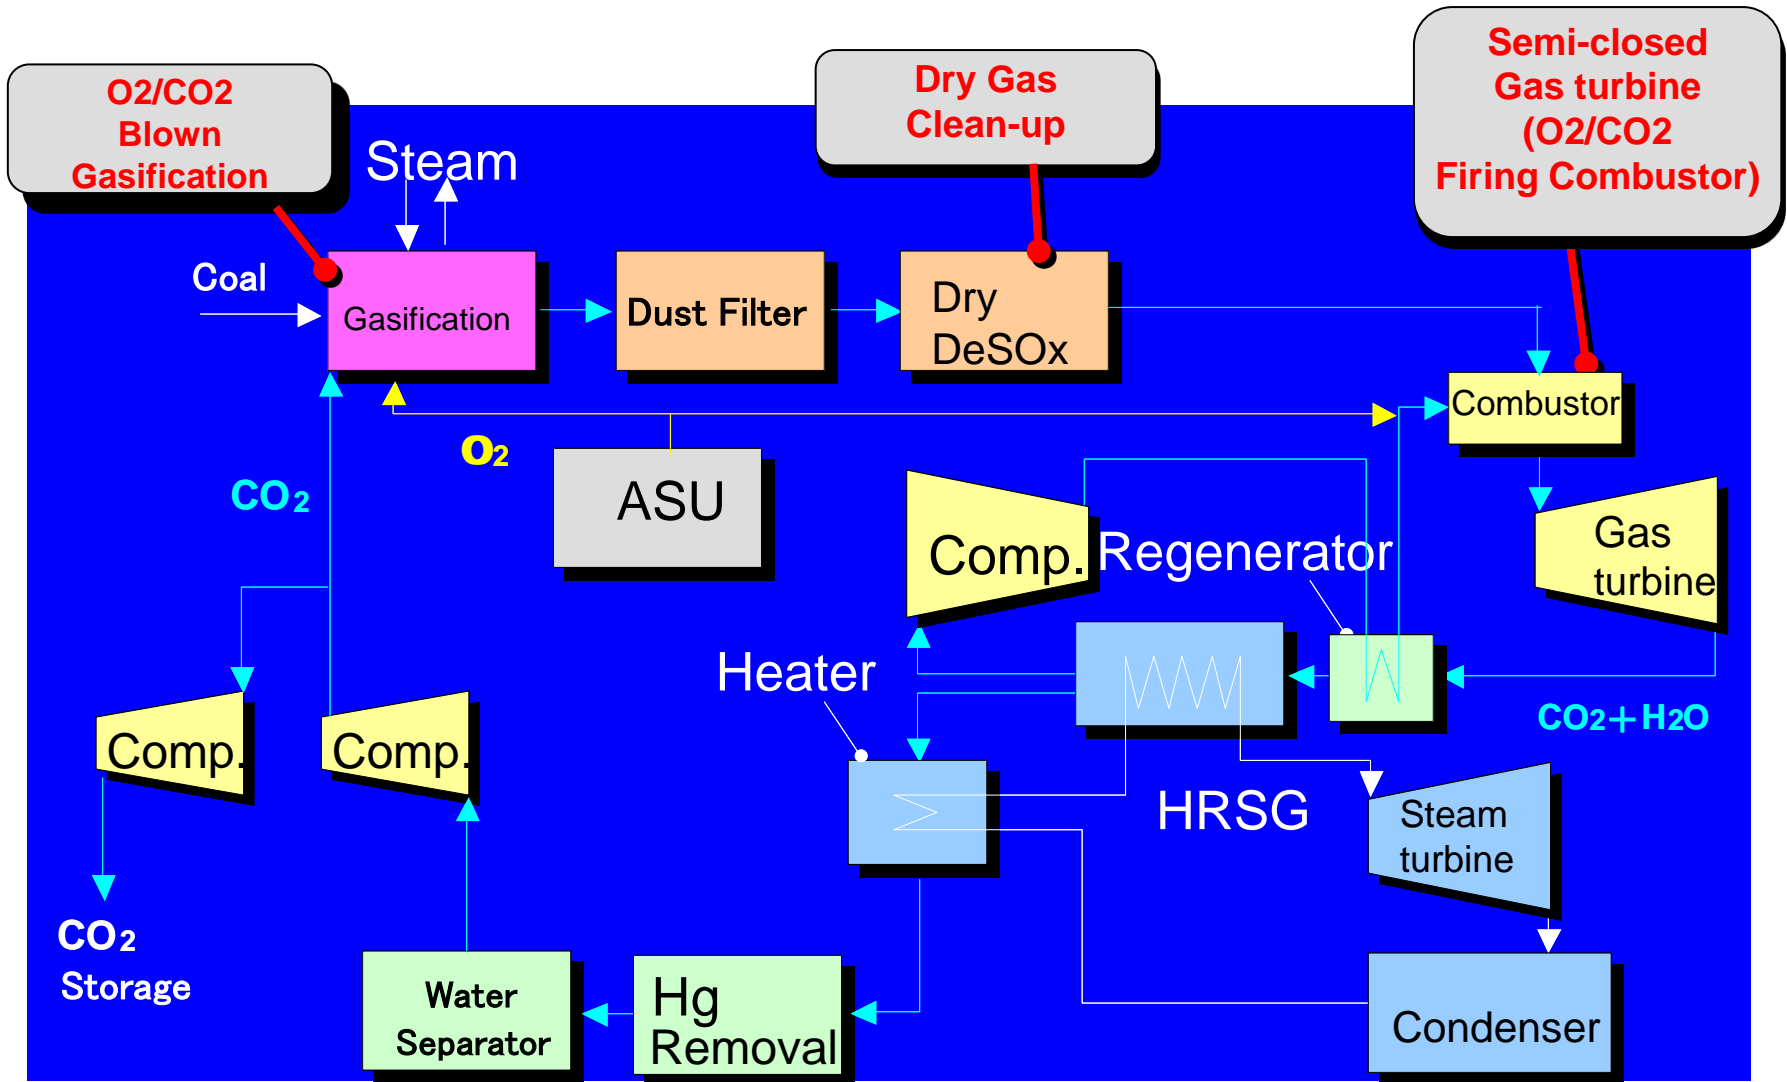 O2/CO2
Blown
Gasification
Dry Gas
Clean-up
Semi-closed
Gas turbine
(O2/CO2
Firing Combustor)
Steam
Coal
Gasification
Dust Filter
Dry
DeSOx
Combustor
O2
CO2
ASU
Comp.
Regenerator
Gas
turbine
Heater
CO2+H2O
Comp.
Comp.
HRSG
Steam
turbine
CO2
Storage
Water
Separator
Hg
Removal
Condenser